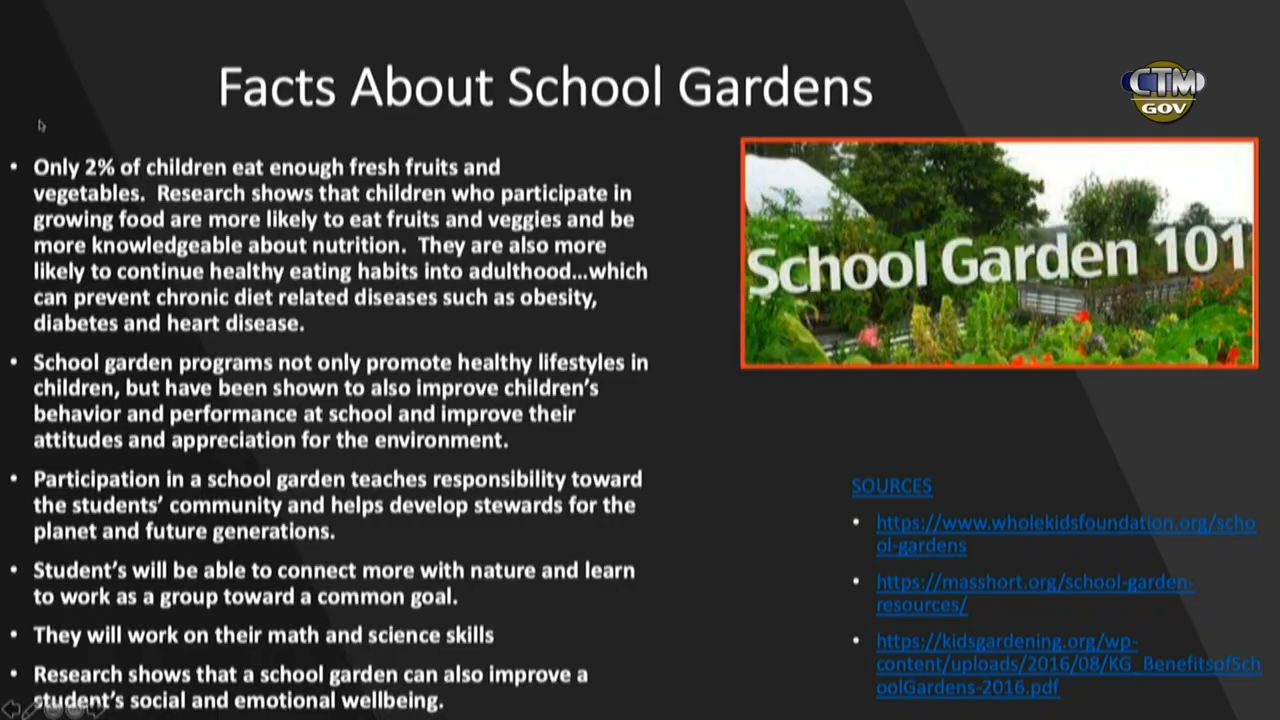 Facts About School Gardens
CTM
GOV
• Only 2% of children eat enough fresh fruits and
vegetables.  Research shows that children who participate in
growing food are more likely to eat fruits and veggies and be
more knowledgeable about nutrition.  They are also more
likely to continue healthy eating habits into adulthood...which
can prevent chronic diet related diseases such as obesity,
diabetes and heart disease.
• School garden programs not only promote healthy lifestyles in
children, but have been shown to also improve children's
behavior and performance at school and improve their
attitudes and appreciation for the environment.
• Participation in a school garden teaches responsibility toward
the students' community and helps develop stewards for the
planet and future generations.
• Student's will be able to connect more with nature and learn
to work as a group toward a common goal.
• They will work on their math and science skills
• Research shows that a school garden can also improve a
student's social and emotional wellbeing.
School Garden 101
SOURCES
• https://www.wholekidsfoundation.org/scho
ol-gardens
• https://masshort.org/school-garden-
resources/
• https://kidsgardening.org/wp-
content/uploads/2016/08/KG_BenefitsofSch
oolGardens-2016.pdf